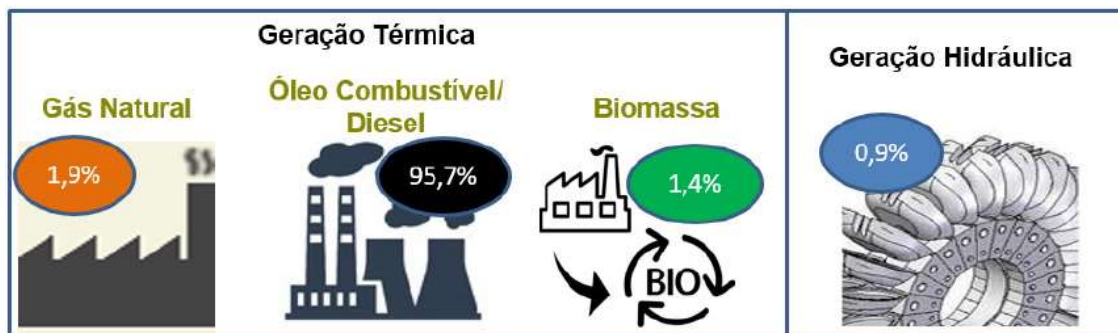 Geração Térmica
Gás Natural
1,9%
Óleo Combustível/
Diesel
95,7%
Biomassa
1,4%
BIO
Geração Hidráulica
0,9%